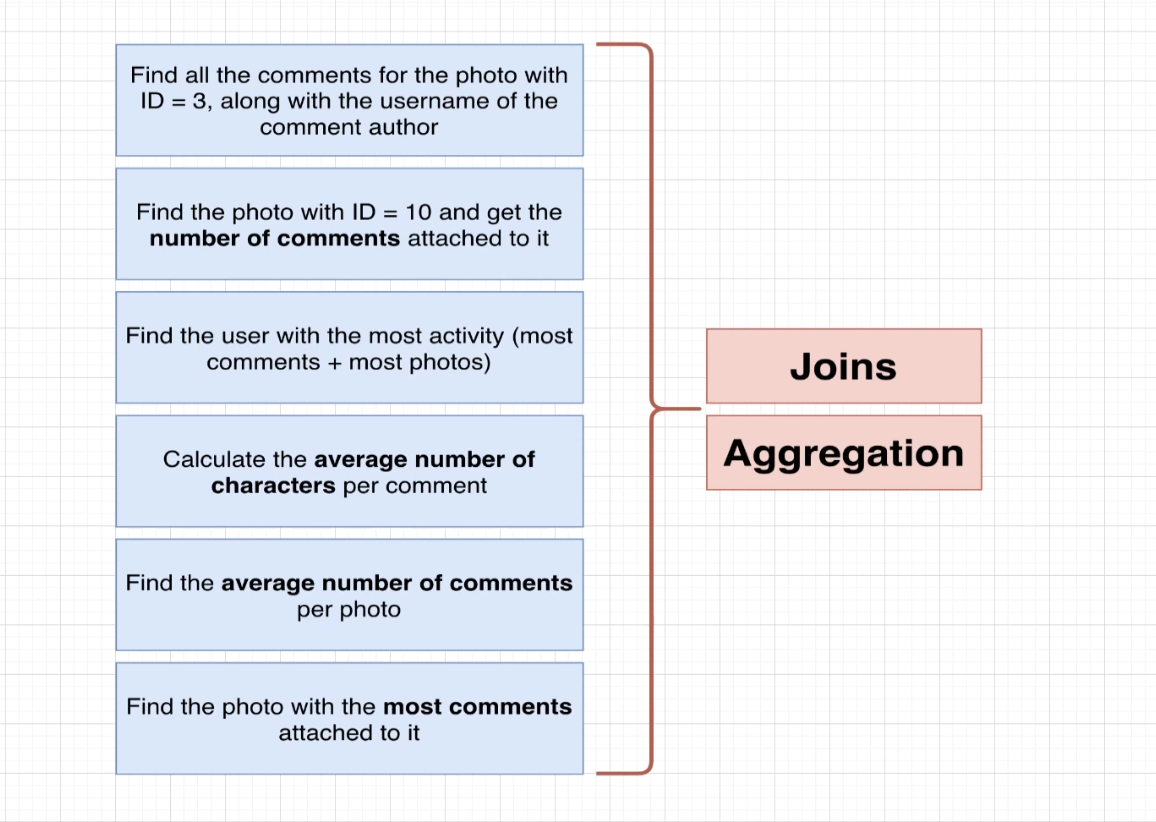 Find all the comments for the photo with
ID = 3, along with the username of the
comment author
Find the photo with ID = 10 and get the
number of comments attached to it
Find the user with the most activity (most
comments + most photos)
Calculate the average number of
characters per comment
Find the average number of comments
per photo
Find the photo with the most comments
attached to it
Joins
Aggregation